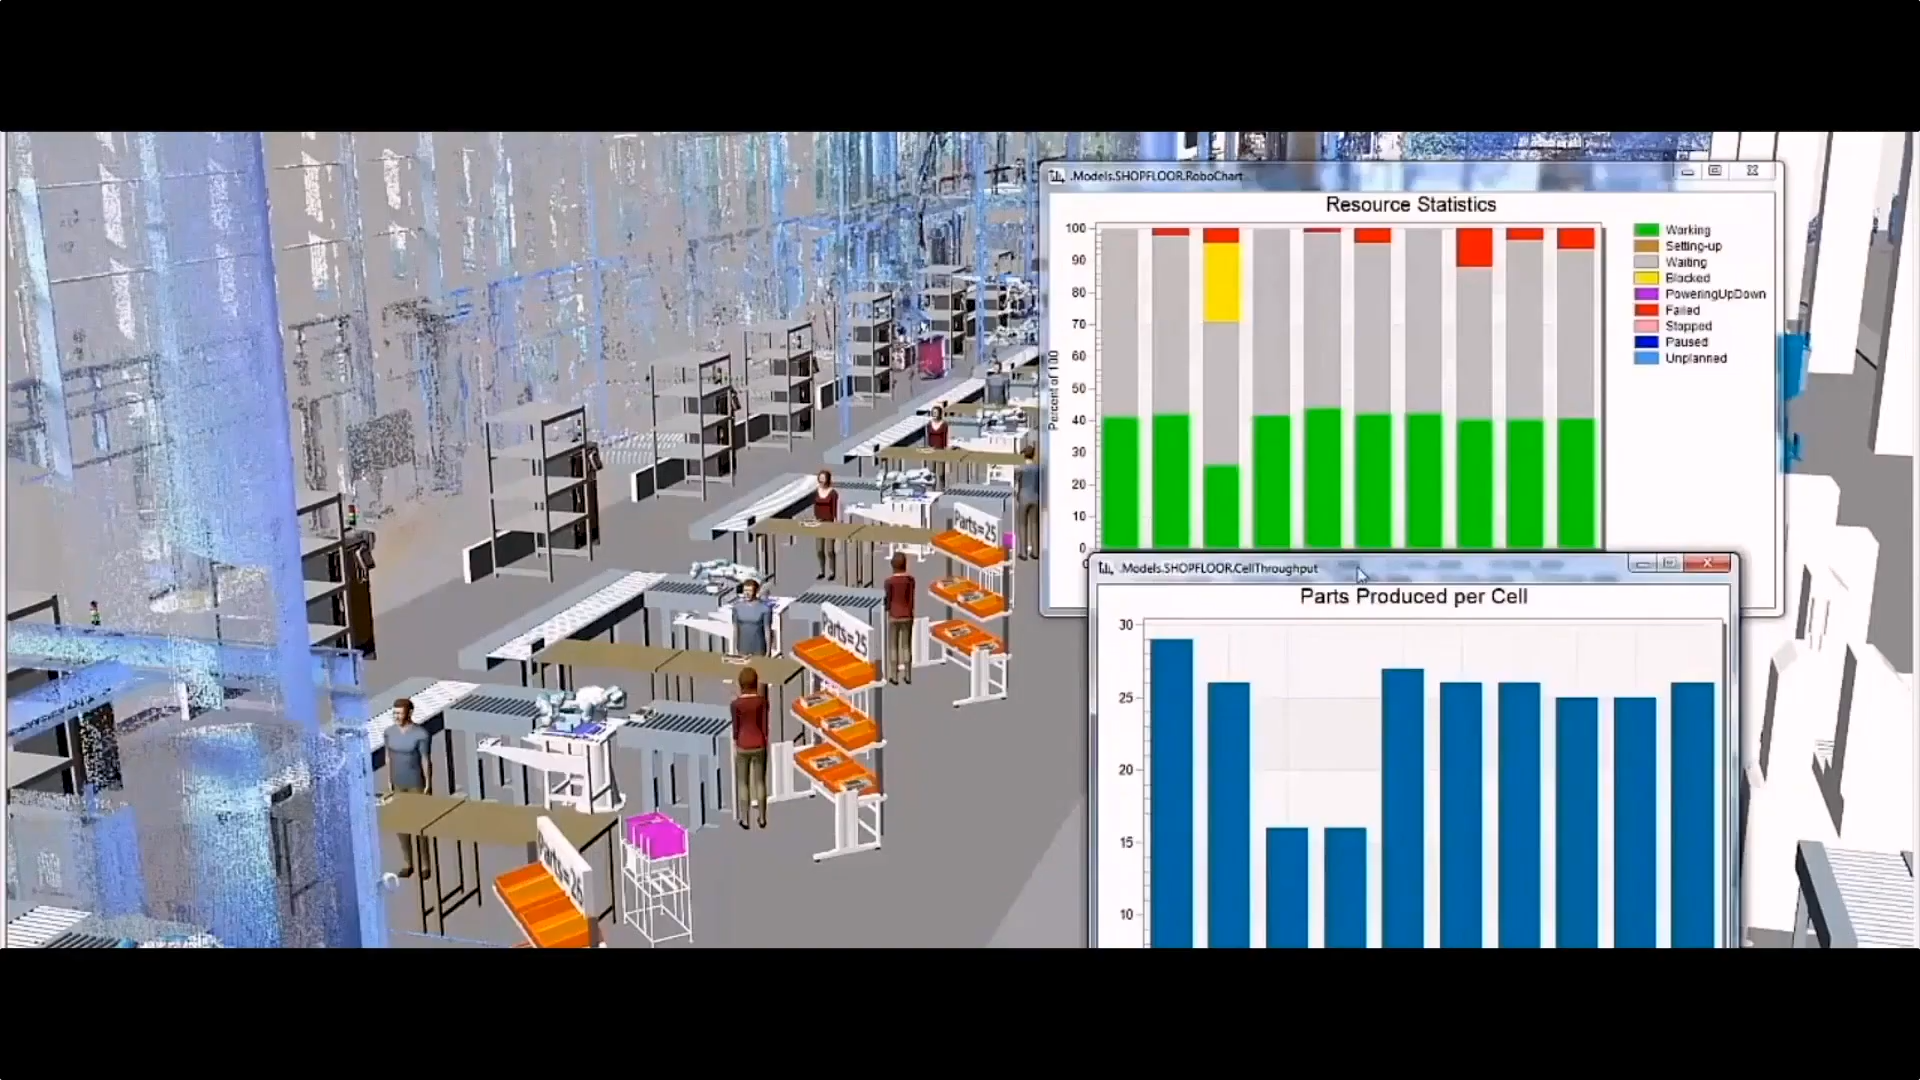 .Models.SHOPFLOOR.RoboChart
Resource Statistics
100
90
80
70
60
50
40
30
20
10
0
Percent of 100
Working
Setting-up
Waiting
Blocked
PoweringUpDown
Failed
Stopped
Paused
Unplanned
Parts=25
Parts=25
.Models.SHOPFLOOR.CellThroughput
Parts Produced per Cell
30
25
20
15
10